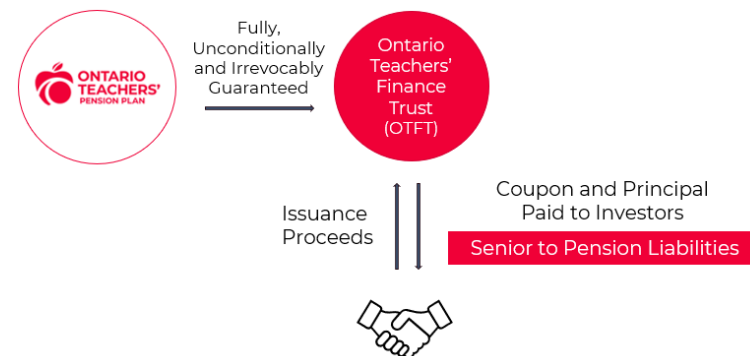 ONTARIO
TEACHERS'
PENSION PLAN
Fully,
Unconditionally
and Irrevocably
Guaranteed
Ontario
Teachers'
Finance
Trust
(OTFT)
Issuance
Proceeds
Coupon and Principal
Paid to Investors
Senior to Pension Liabilities